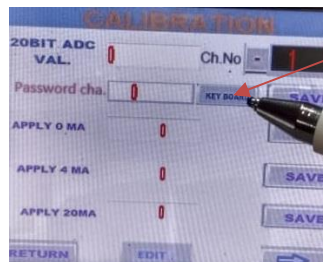 CALIBRATION
20BIT ADC VAL. 0 Ch.No - 1
Password cha. 0 KEY BOARD SAVE
APPLY 0 MA 0
APPLY 4 MA 0 SAVE
APPLY 20MA 0 SAVE
RETURN EDIT